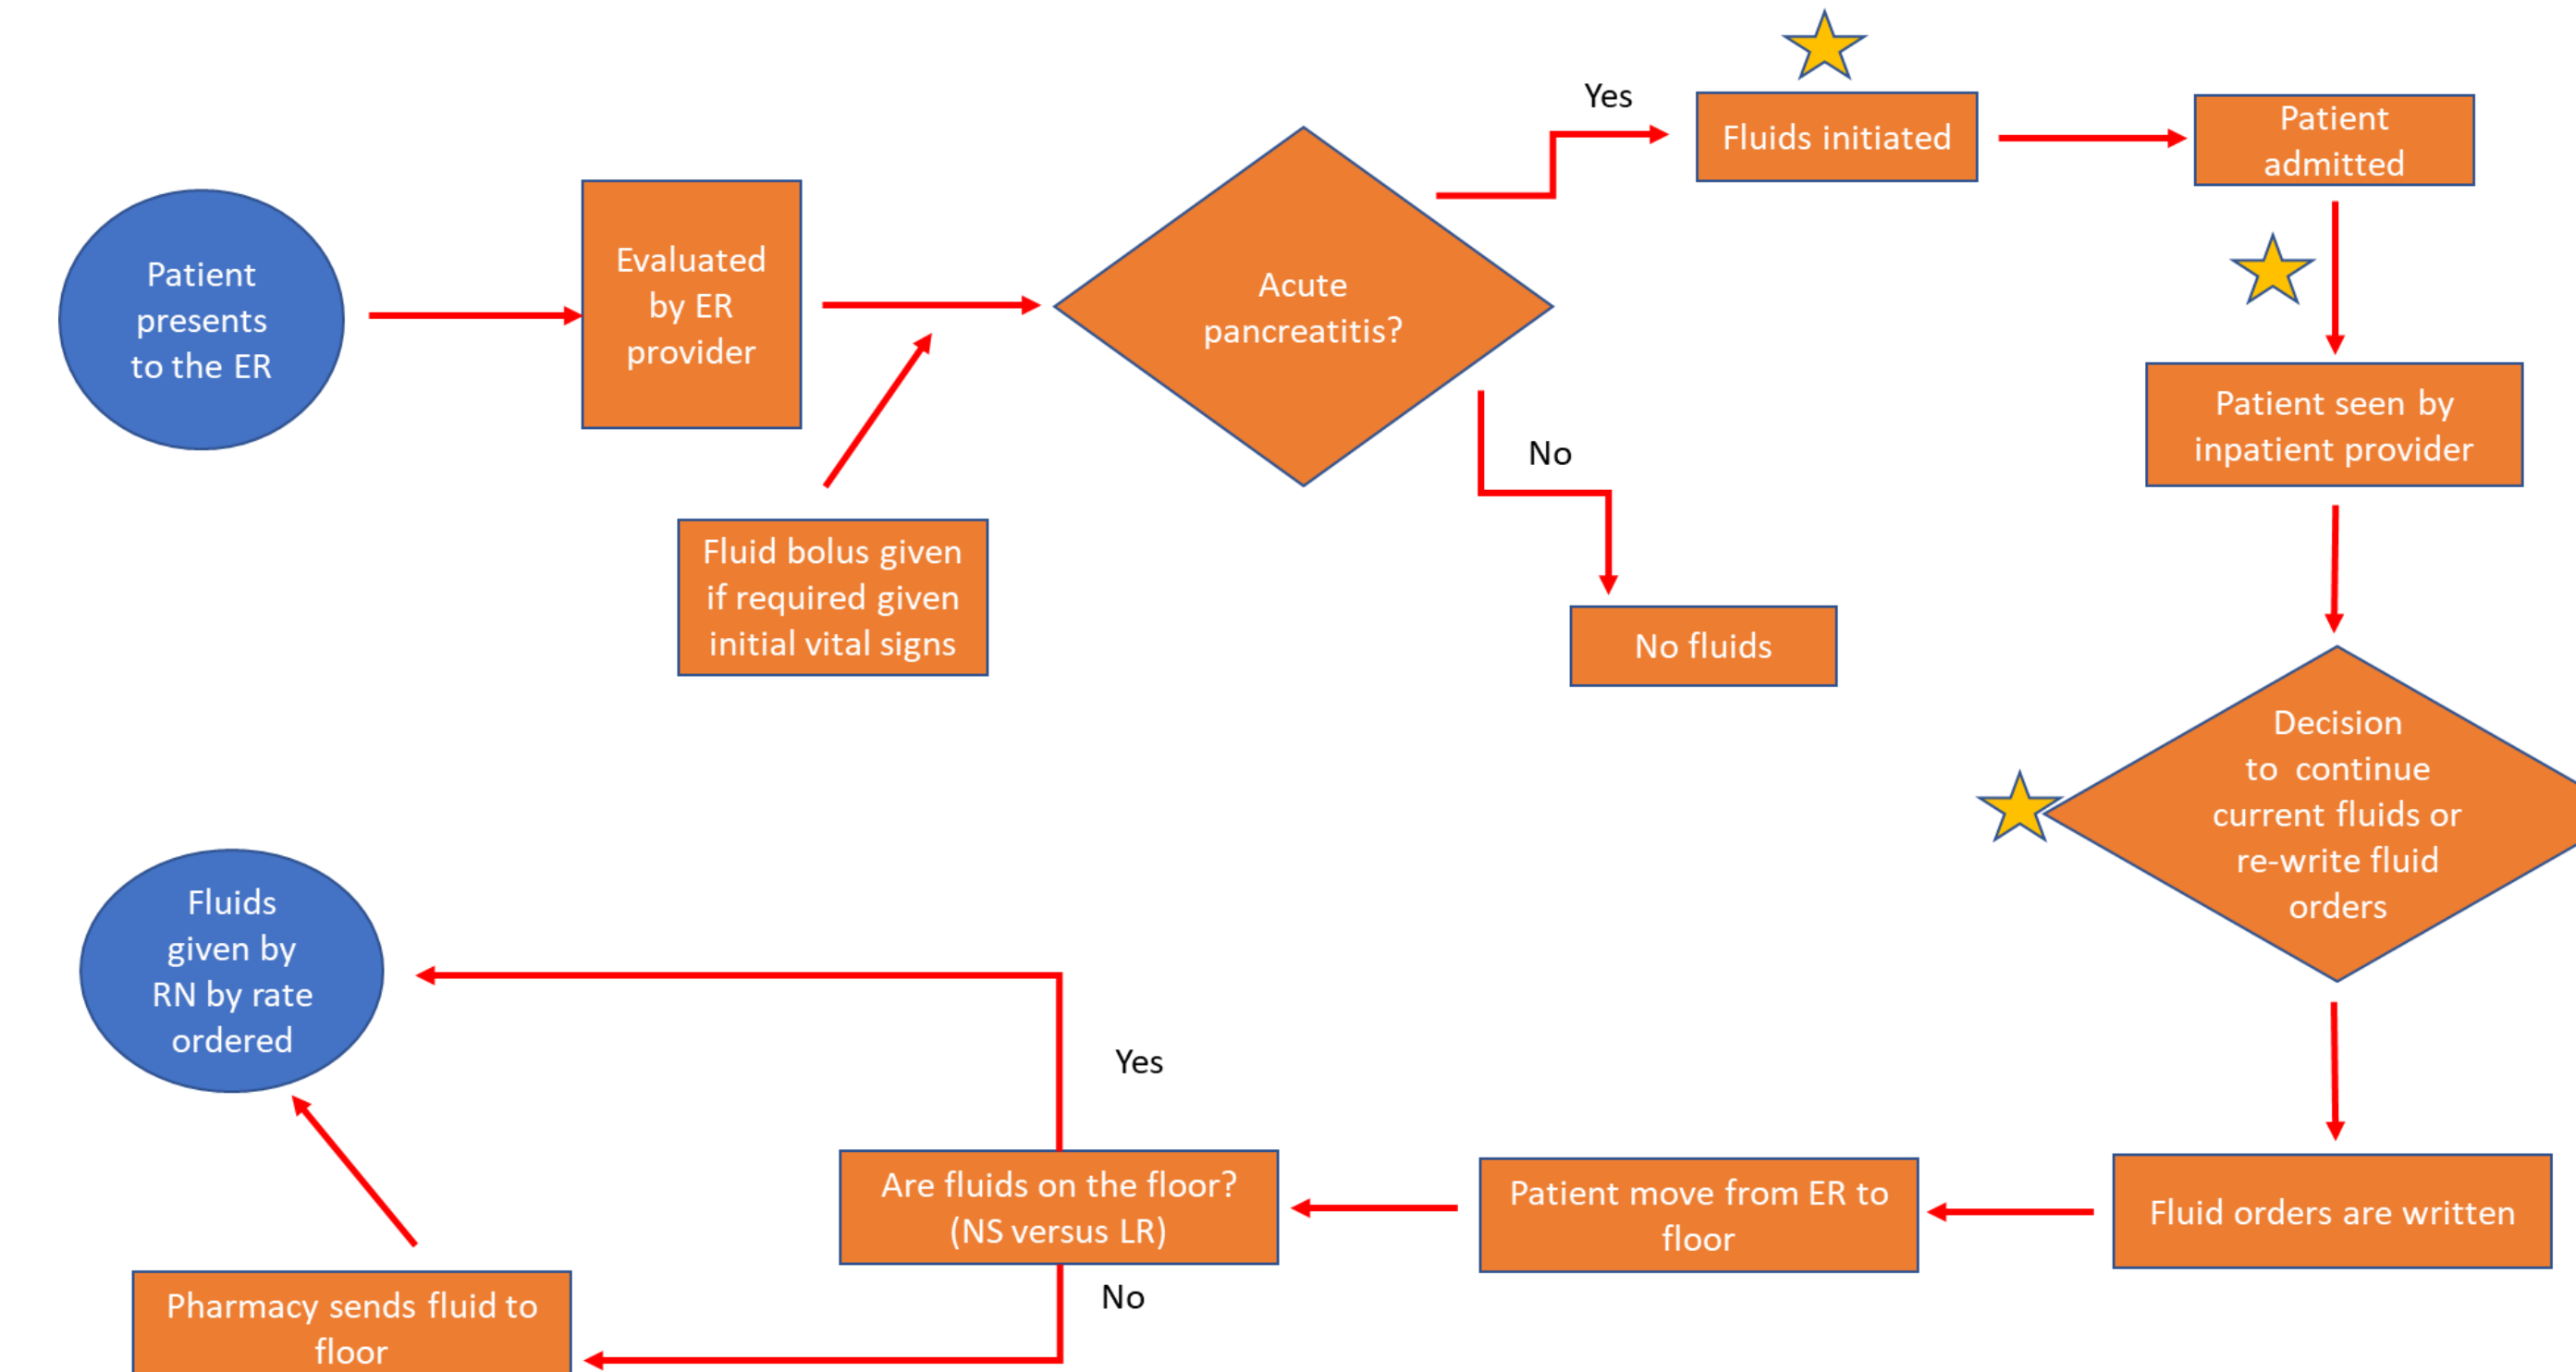 Patient
presents
to the ER
Evaluated
by ER
provider
Fluid bolus given
if required given
initial vital signs
Acute
pancreatitis?
Yes
No
No fluids
Fluids initiated
Patient
admitted
Patient seen by
inpatient provider
Decision
to  continue
current fluids or
re-write fluid
orders
Fluid orders are written
Patient move from ER to
floor
Are fluids on the floor?
(NS versus LR)
Yes
No
Pharmacy sends fluid to
floor
Fluids
given by
RN by rate
ordered